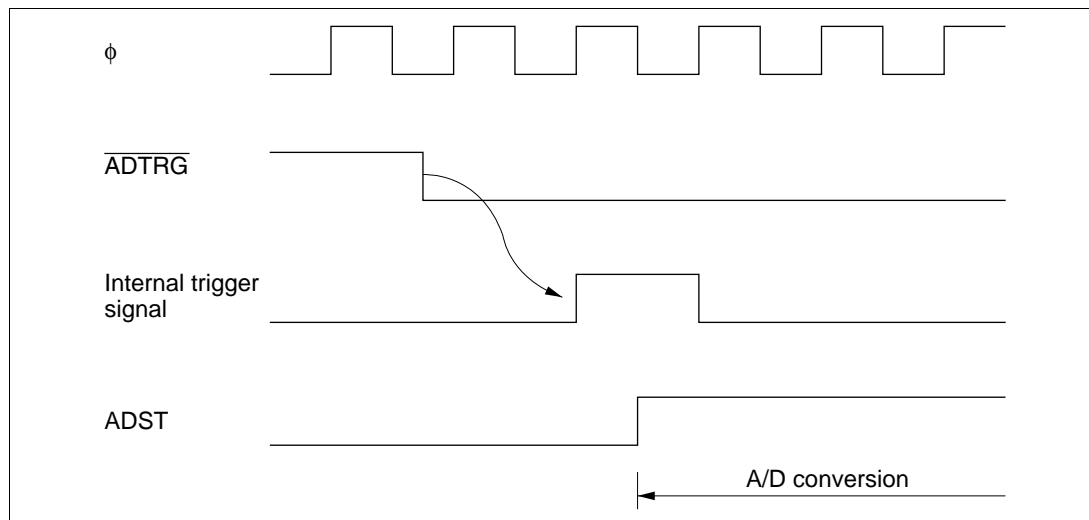 ϕ
ADTRG
Internal trigger
signal
ADST
A/D conversion